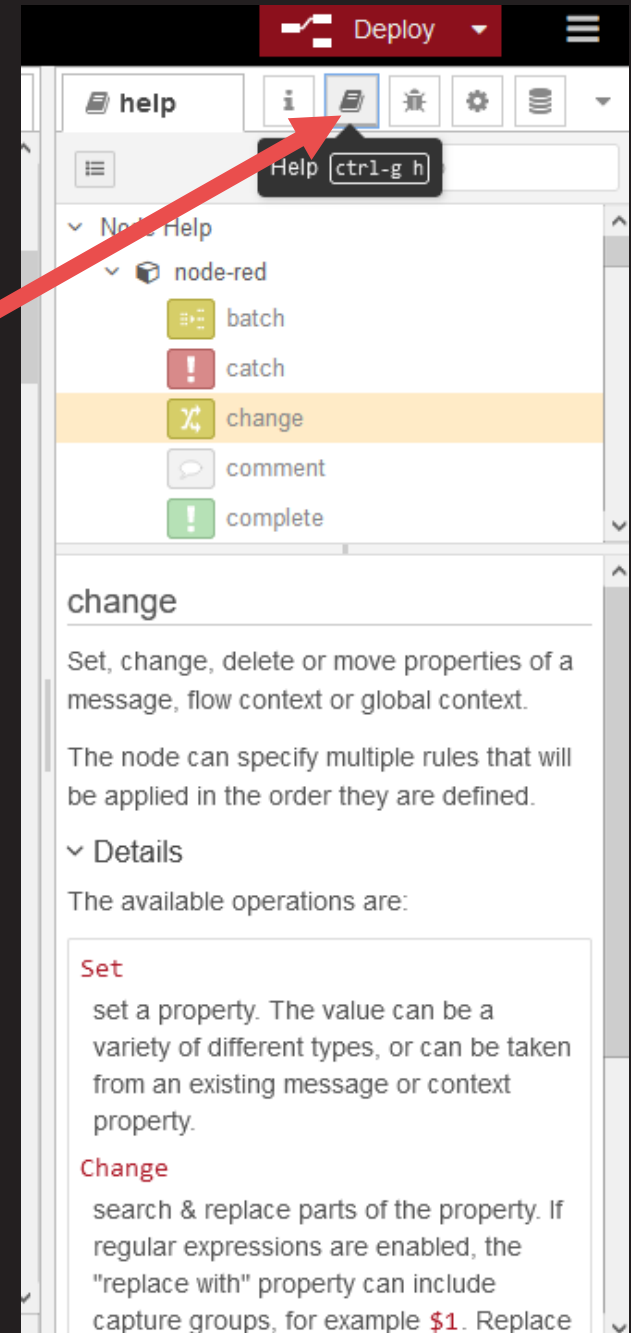 Deploy
help
Help ctrl-g h
Node Help
node-red
batch
catch
change
comment
complete
change
Set, change, delete or move properties of a
message, flow context or global context.
The node can specify multiple rules that will
be applied in the order they are defined.
Details
The available operations are:
Set
set a property. The value can be a
variety of different types, or can be taken
from an existing message or context
property.
Change
search & replace parts of the property. If
regular expressions are enabled, the
"replace with" property can include
capture groups, for example $1. Replace